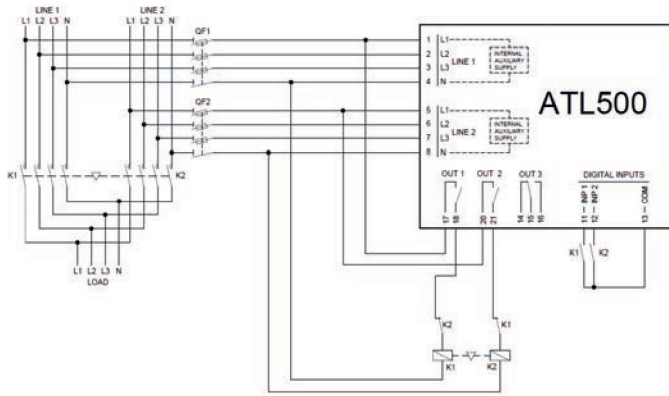 LINE 1 LINE 2
L1 L2 L3 N L1 L2 L3 N
QF1
1 L1
2 L2
3 L3
4 N
LINE 1
INTERNAL
AUXILIARY
SUPPLY
ATL500
QF2
5 L1
6 L2
7 L3
8 N
LINE 2
INTERNAL
AUXILIARY
SUPPLY
K1 K2
OUT 1 OUT 2 OUT 3
DIGITAL INPUTS
INP 1
INP 2
COM
17 18 20 21 14 15 16 11 12 13
K1 K2
L1 L2 L3 N
LOAD
K2 K1
K1 K2